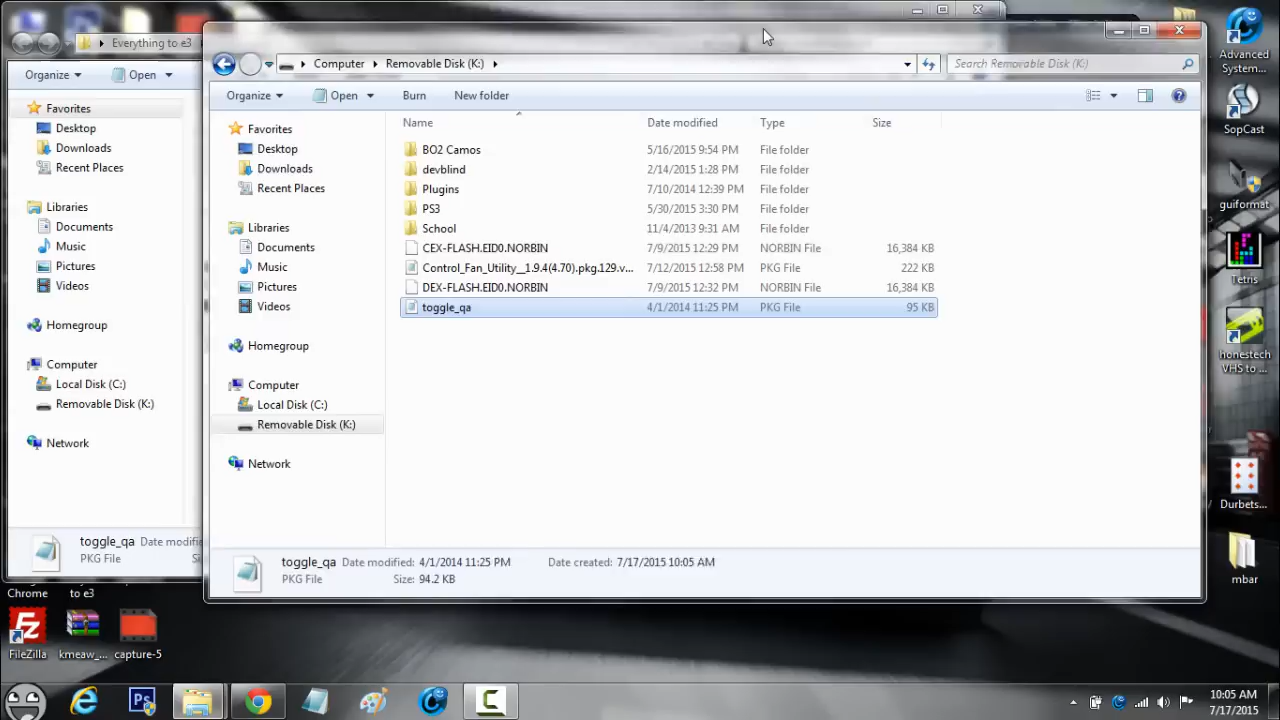 Everything to e3
Organize
Open
Favorites
Desktop
Downloads
Recent Places
Libraries
Documents
Music
Pictures
Videos
Homegroup
Computer
Local Disk (C:)
Removable Disk (K:)
Network
toggle_qa Date modifi
PKG File
Computer Removable Disk (K:)
Search Removable Disk (K:)
Organize Open Burn New folder
Favorites
Desktop
Downloads
Recent Places
Libraries
Documents
Music
Pictures
Videos
Homegroup
Computer
Local Disk (C:)
Removable Disk (K:)
Network
Name Date modified Type Size
BO2 Camos 5/16/2015 9:54 PM File folder
devblind 2/14/2015 1:28 PM File folder
Plugins 7/10/2014 12:39 PM File folder
PS3 5/30/2015 3:30 PM File folder
School 11/4/2013 9:31 AM File folder
CEX-FLASH.EID0.NORBIN 7/9/2015 12:29 PM NORBIN File 16,384 KB
Control_Fan_Utility__1.9.4(4.70).pkg.129.v... 7/12/2015 12:58 PM PKG File 222 KB
DEX-FLASH.EID0.NORBIN 7/9/2015 12:32 PM NORBIN File 16,384 KB
toggle_qa 4/1/2014 11:25 PM PKG File 95 KB
toggle_qa Date modified: 4/1/2014 11:25 PM Date created: 7/17/2015 10:05 AM
PKG File Size: 94.2 KB
Advanced
System...
SopCast
guiformat
Tetris
honestech
VHS to ...
Durbets...
mbar
Chrome
to e3
FileZilla
kmeaw_...
capture-5
10:05 AM
7/17/2015